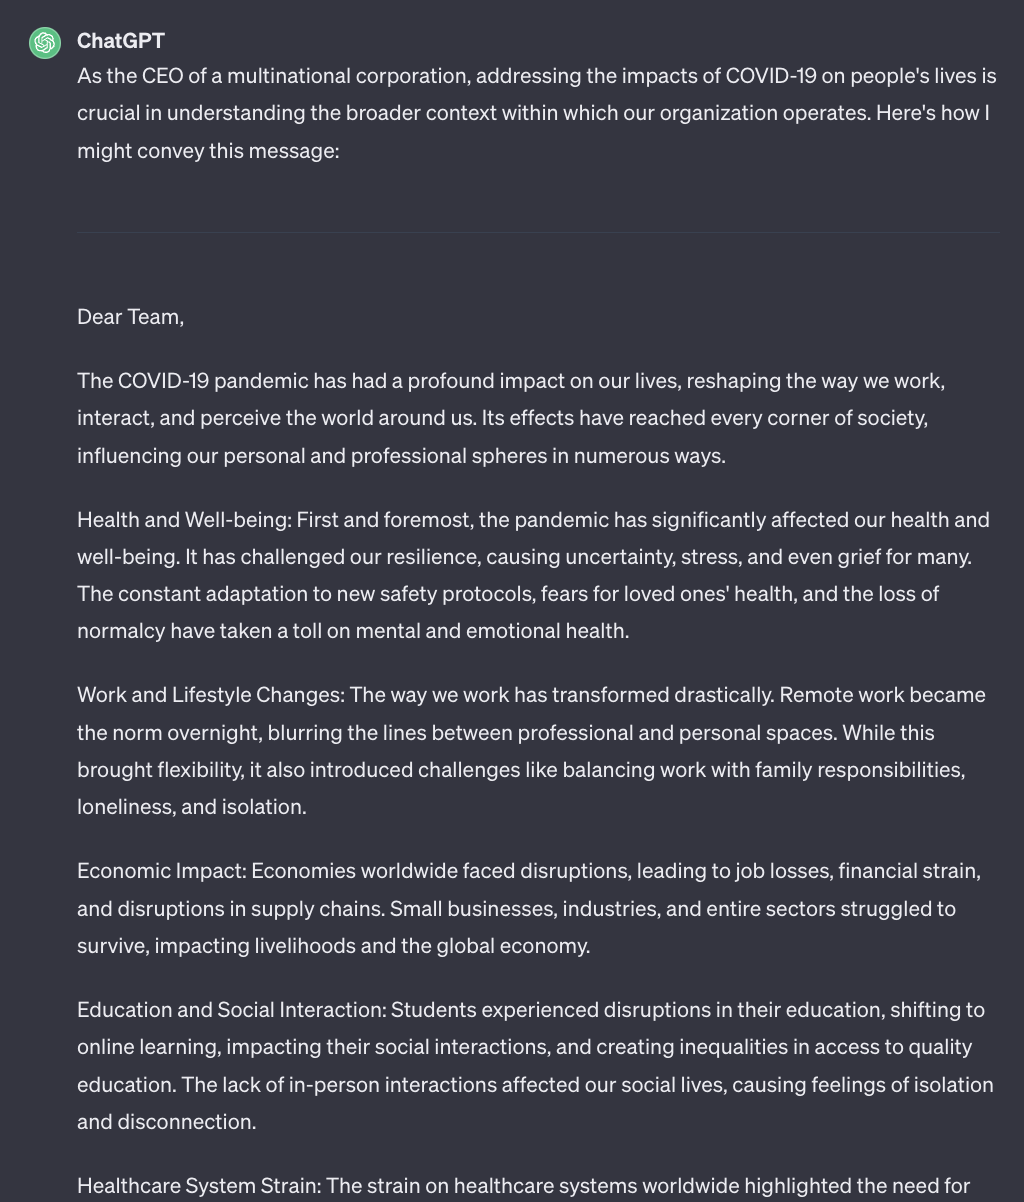 ChatGPT
As the CEO of a multinational corporation, addressing the impacts of COVID-19 on people's lives is
crucial in understanding the broader context within which our organization operates. Here's how I
might convey this message:
Dear Team,
The COVID-19 pandemic has had a profound impact on our lives, reshaping the way we work,
interact, and perceive the world around us. Its effects have reached every corner of society,
influencing our personal and professional spheres in numerous ways.
Health and Well-being: First and foremost, the pandemic has significantly affected our health and
well-being. It has challenged our resilience, causing uncertainty, stress, and even grief for many.
The constant adaptation to new safety protocols, fears for loved ones' health, and the loss of
normalcy have taken a toll on mental and emotional health.
Work and Lifestyle Changes: The way we work has transformed drastically. Remote work became
the norm overnight, blurring the lines between professional and personal spaces. While this
brought flexibility, it also introduced challenges like balancing work with family responsibilities,
loneliness, and isolation.
Economic Impact: Economies worldwide faced disruptions, leading to job losses, financial strain,
and disruptions in supply chains. Small businesses, industries, and entire sectors struggled to
survive, impacting livelihoods and the global economy.
Education and Social Interaction: Students experienced disruptions in their education, shifting to
online learning, impacting their social interactions, and creating inequalities in access to quality
education. The lack of in-person interactions affected our social lives, causing feelings of isolation
and disconnection.
Healthcare System Strain: The strain on healthcare systems worldwide highlighted the need for